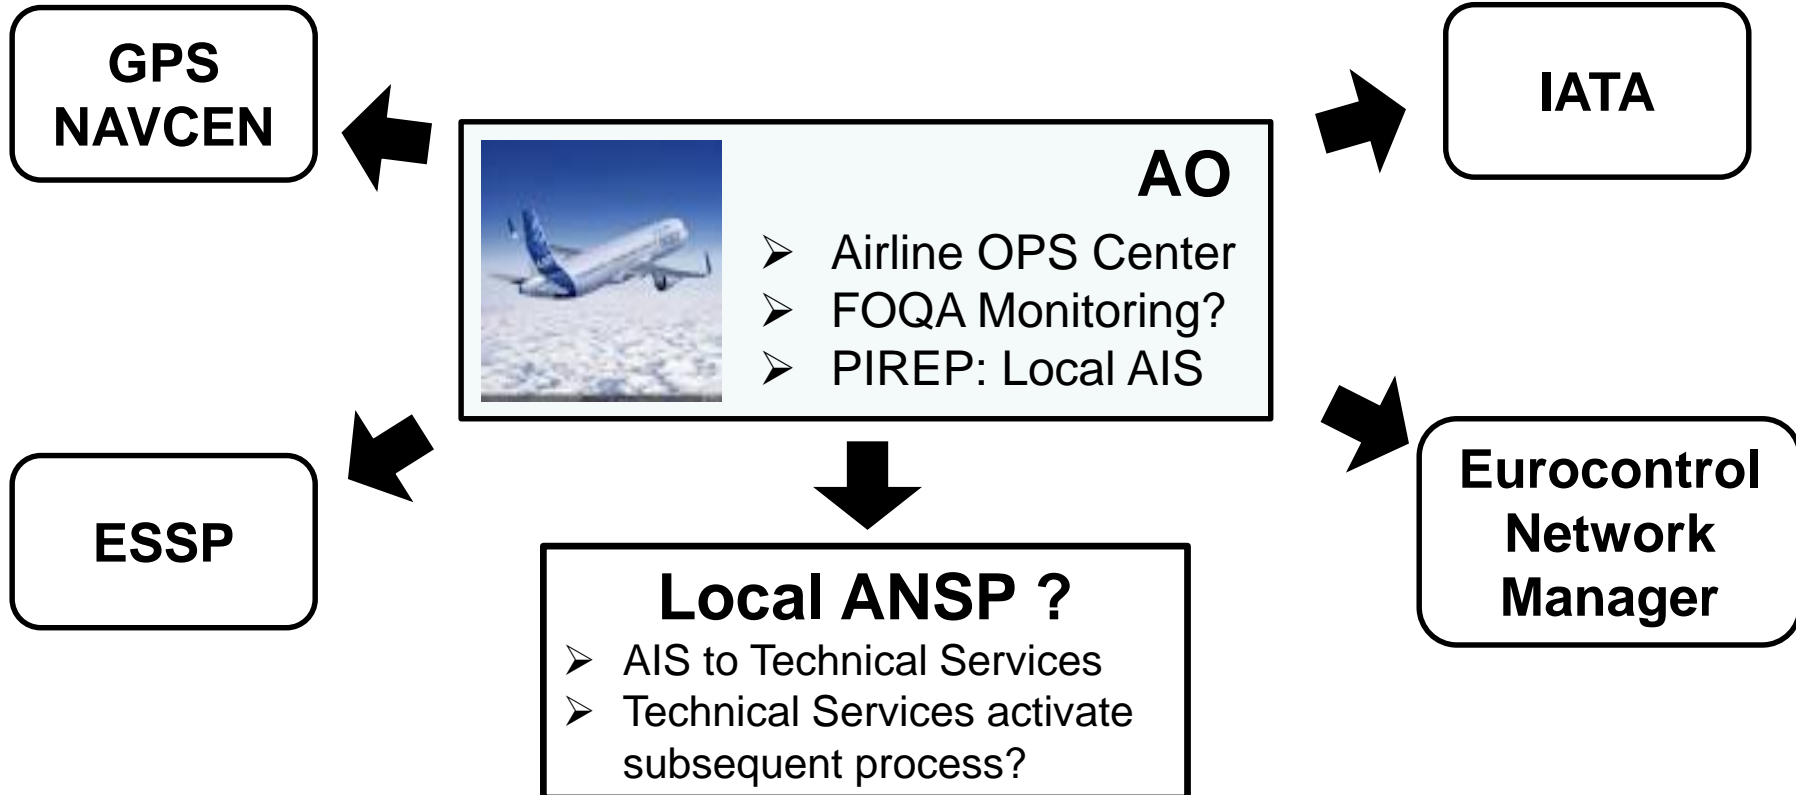 GPS
NAVCEN
IATA
AO
➢ Airline OPS Center
➢ FOQA Monitoring?
➢ PIREP: Local AIS
ESSP
Local ANSP ?
➢ AIS to Technical Services
➢ Technical Services activate
subsequent process?
Eurocontrol
Network
Manager